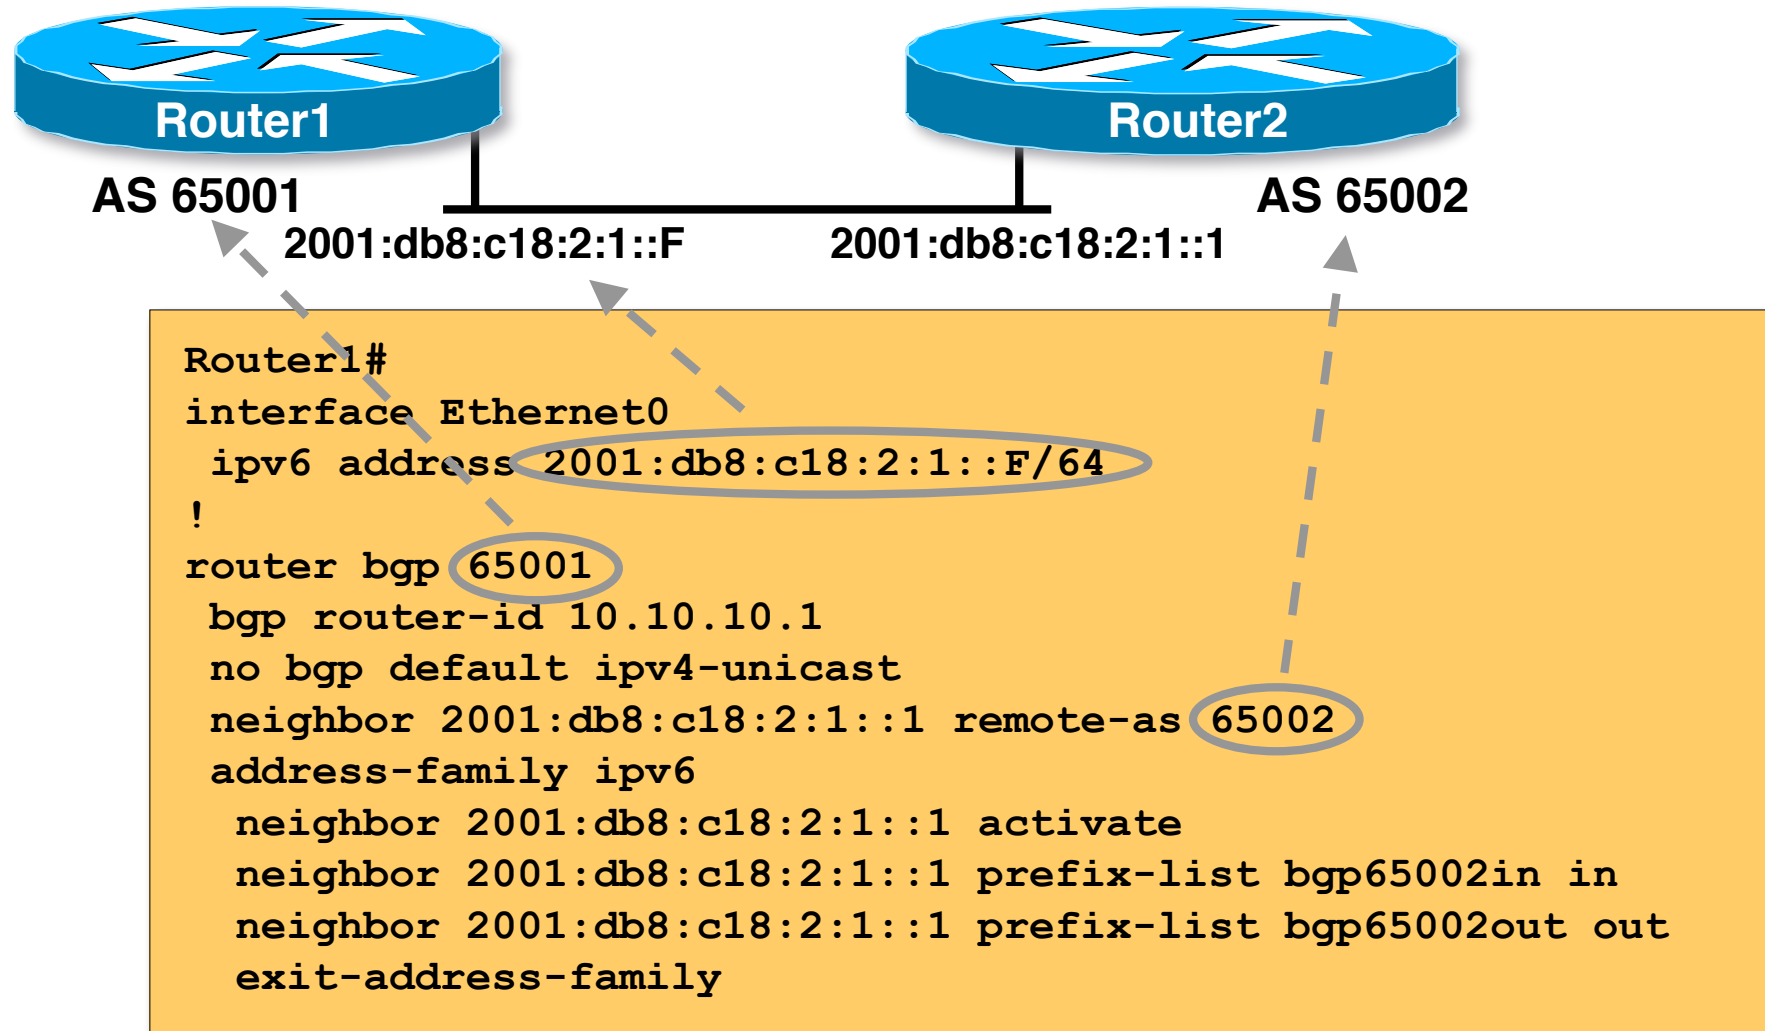 Router1
Router2
AS 65001
AS 65002
2001:db8:c18:2:1::F
2001:db8:c18:2:1::1
Router1#
interface Ethernet0
ipv6 address 2001:db8:c18:2:1::F/64
!
router bgp 65001
bgp router-id 10.10.10.1
no bgp default ipv4-unicast
neighbor 2001:db8:c18:2:1::1 remote-as 65002
address-family ipv6
neighbor 2001:db8:c18:2:1::1 activate
neighbor 2001:db8:c18:2:1::1 prefix-list bgp65002in in
neighbor 2001:db8:c18:2:1::1 prefix-list bgp65002out out
exit-address-family